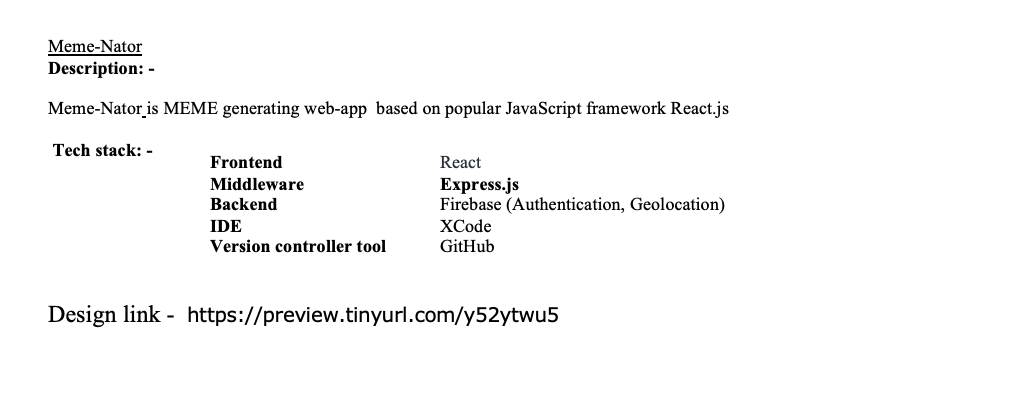 Meme-Nator
Description: -
Meme-Nator is MEME generating web-app based on popular JavaScript framework React.js
Tech stack: -
Frontend React
Middleware Express.js
Backend Firebase (Authentication, Geolocation)
IDE XCode
Version controller tool GitHub
Design link - https://preview.tinyurl.com/y52ytwu5